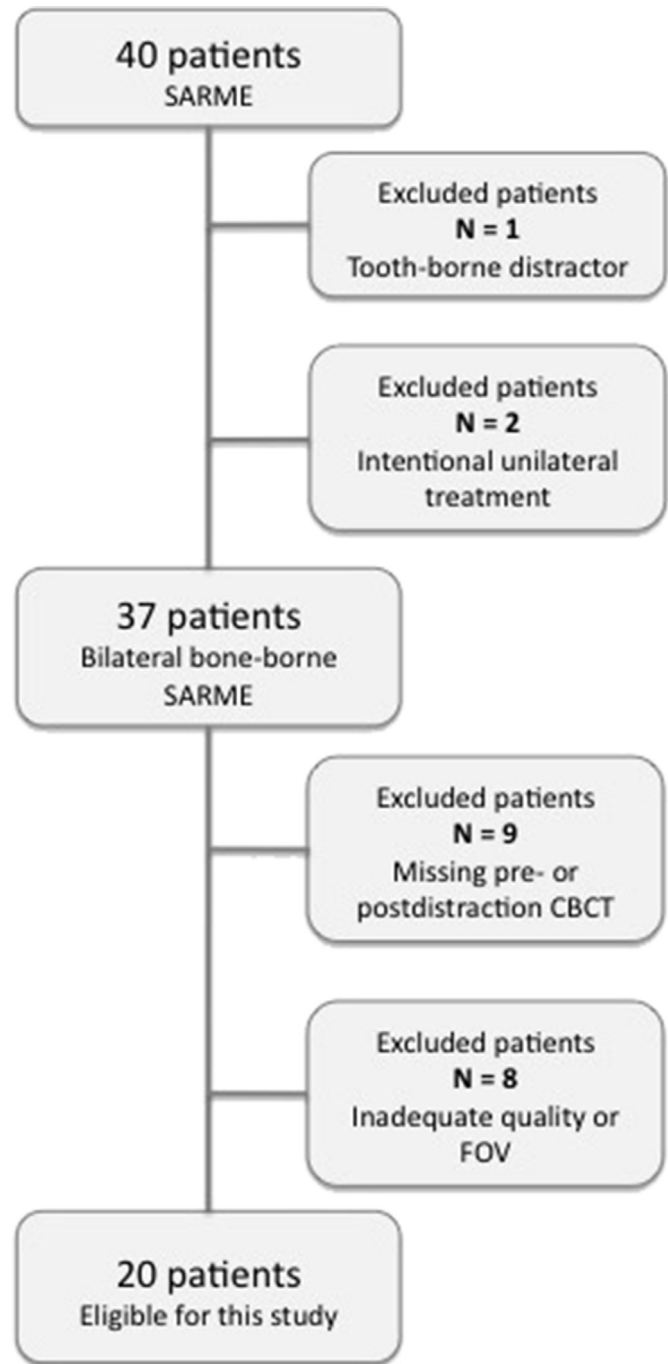 40 patients
SARME
Excluded patients
N = 1
Tooth-borne distractor
Excluded patients
N = 2
Intentional unilateral
treatment
37 patients
Bilateral bone-borne
SARME
Excluded patients
N = 9
Missing pre- or
postdistraction CBCT
Excluded patients
N = 8
Inadequate quality or
FOV
20 patients
Eligible for this study